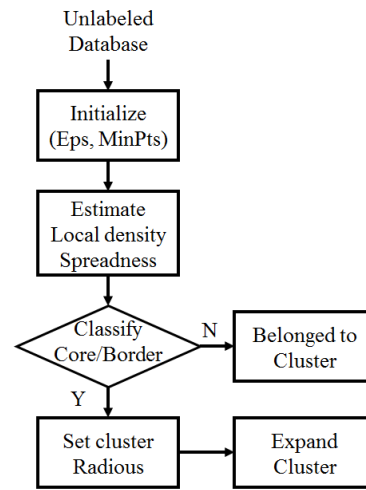 Unlabeled
Database
Initialize
(Eps, MinPts)
Estimate
Local density
Spreadness
Classify
Core/Border
N
Belonged to
Cluster
Y
Set cluster
Radious
Expand
Cluster